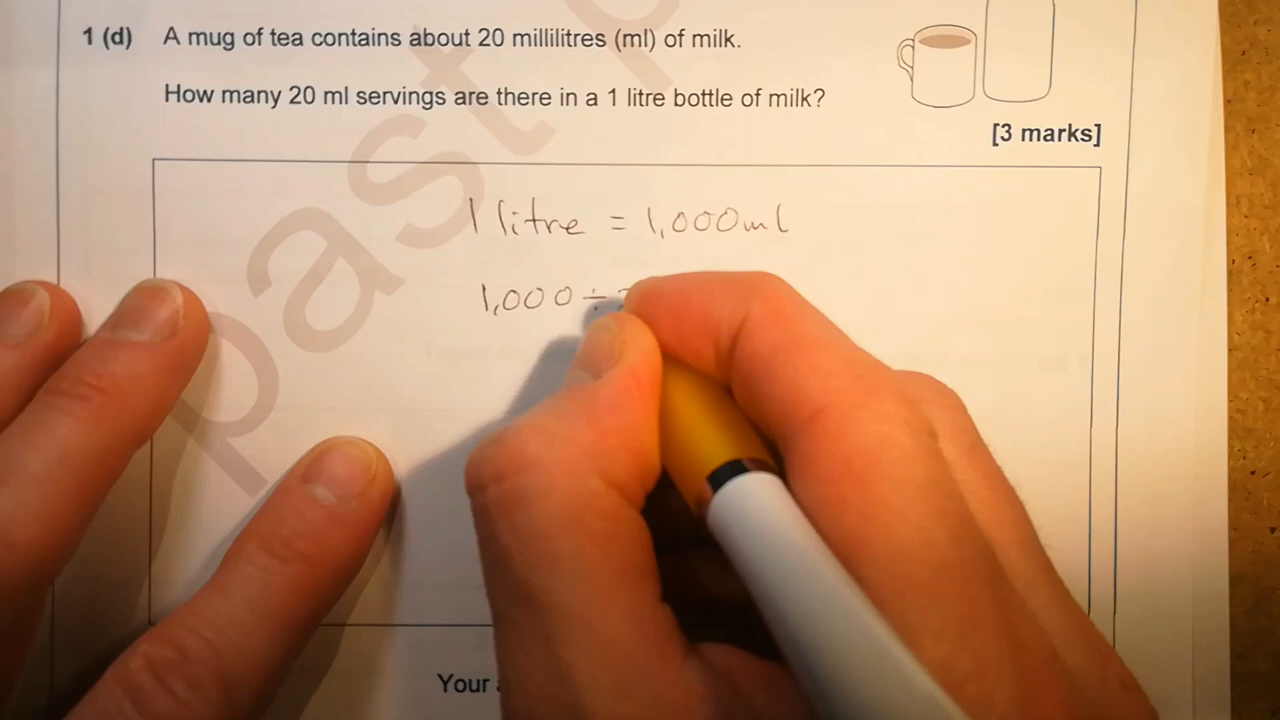 1 (d) A mug of tea contains about 20 millilitres (ml) of milk.
How many 20 ml servings are there in a 1 litre bottle of milk?
[3 marks]
past p
1 litre = 1,000ml
1,000 ÷
Your